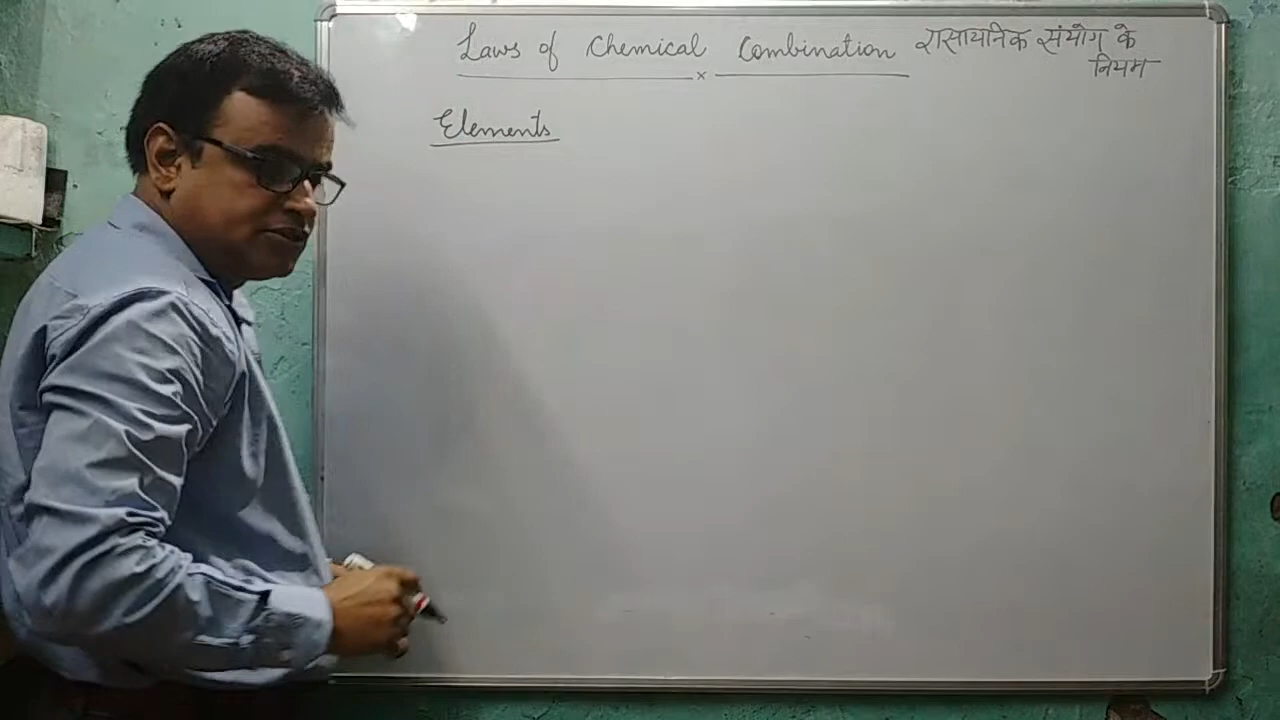 Laws of Chemical Combination रासायनिक संयोग के
नियम
Elements